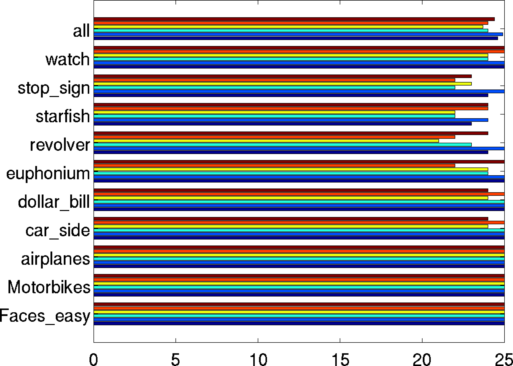 all
watch
stop_sign
starfish
revolver
euphonium
dollar_bill
car_side
airplanes
Motorbikes
Faces_easy
0 5 10 15 20 25